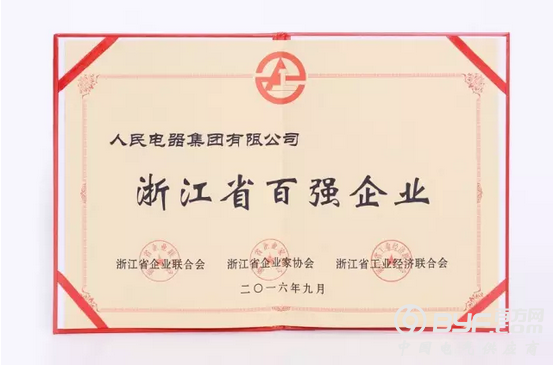 人民电器集团有限公司
浙江省百强企业
浙江省企业联合会 浙江省企业家协会 浙江省工业经济联合会
二〇一六年九月